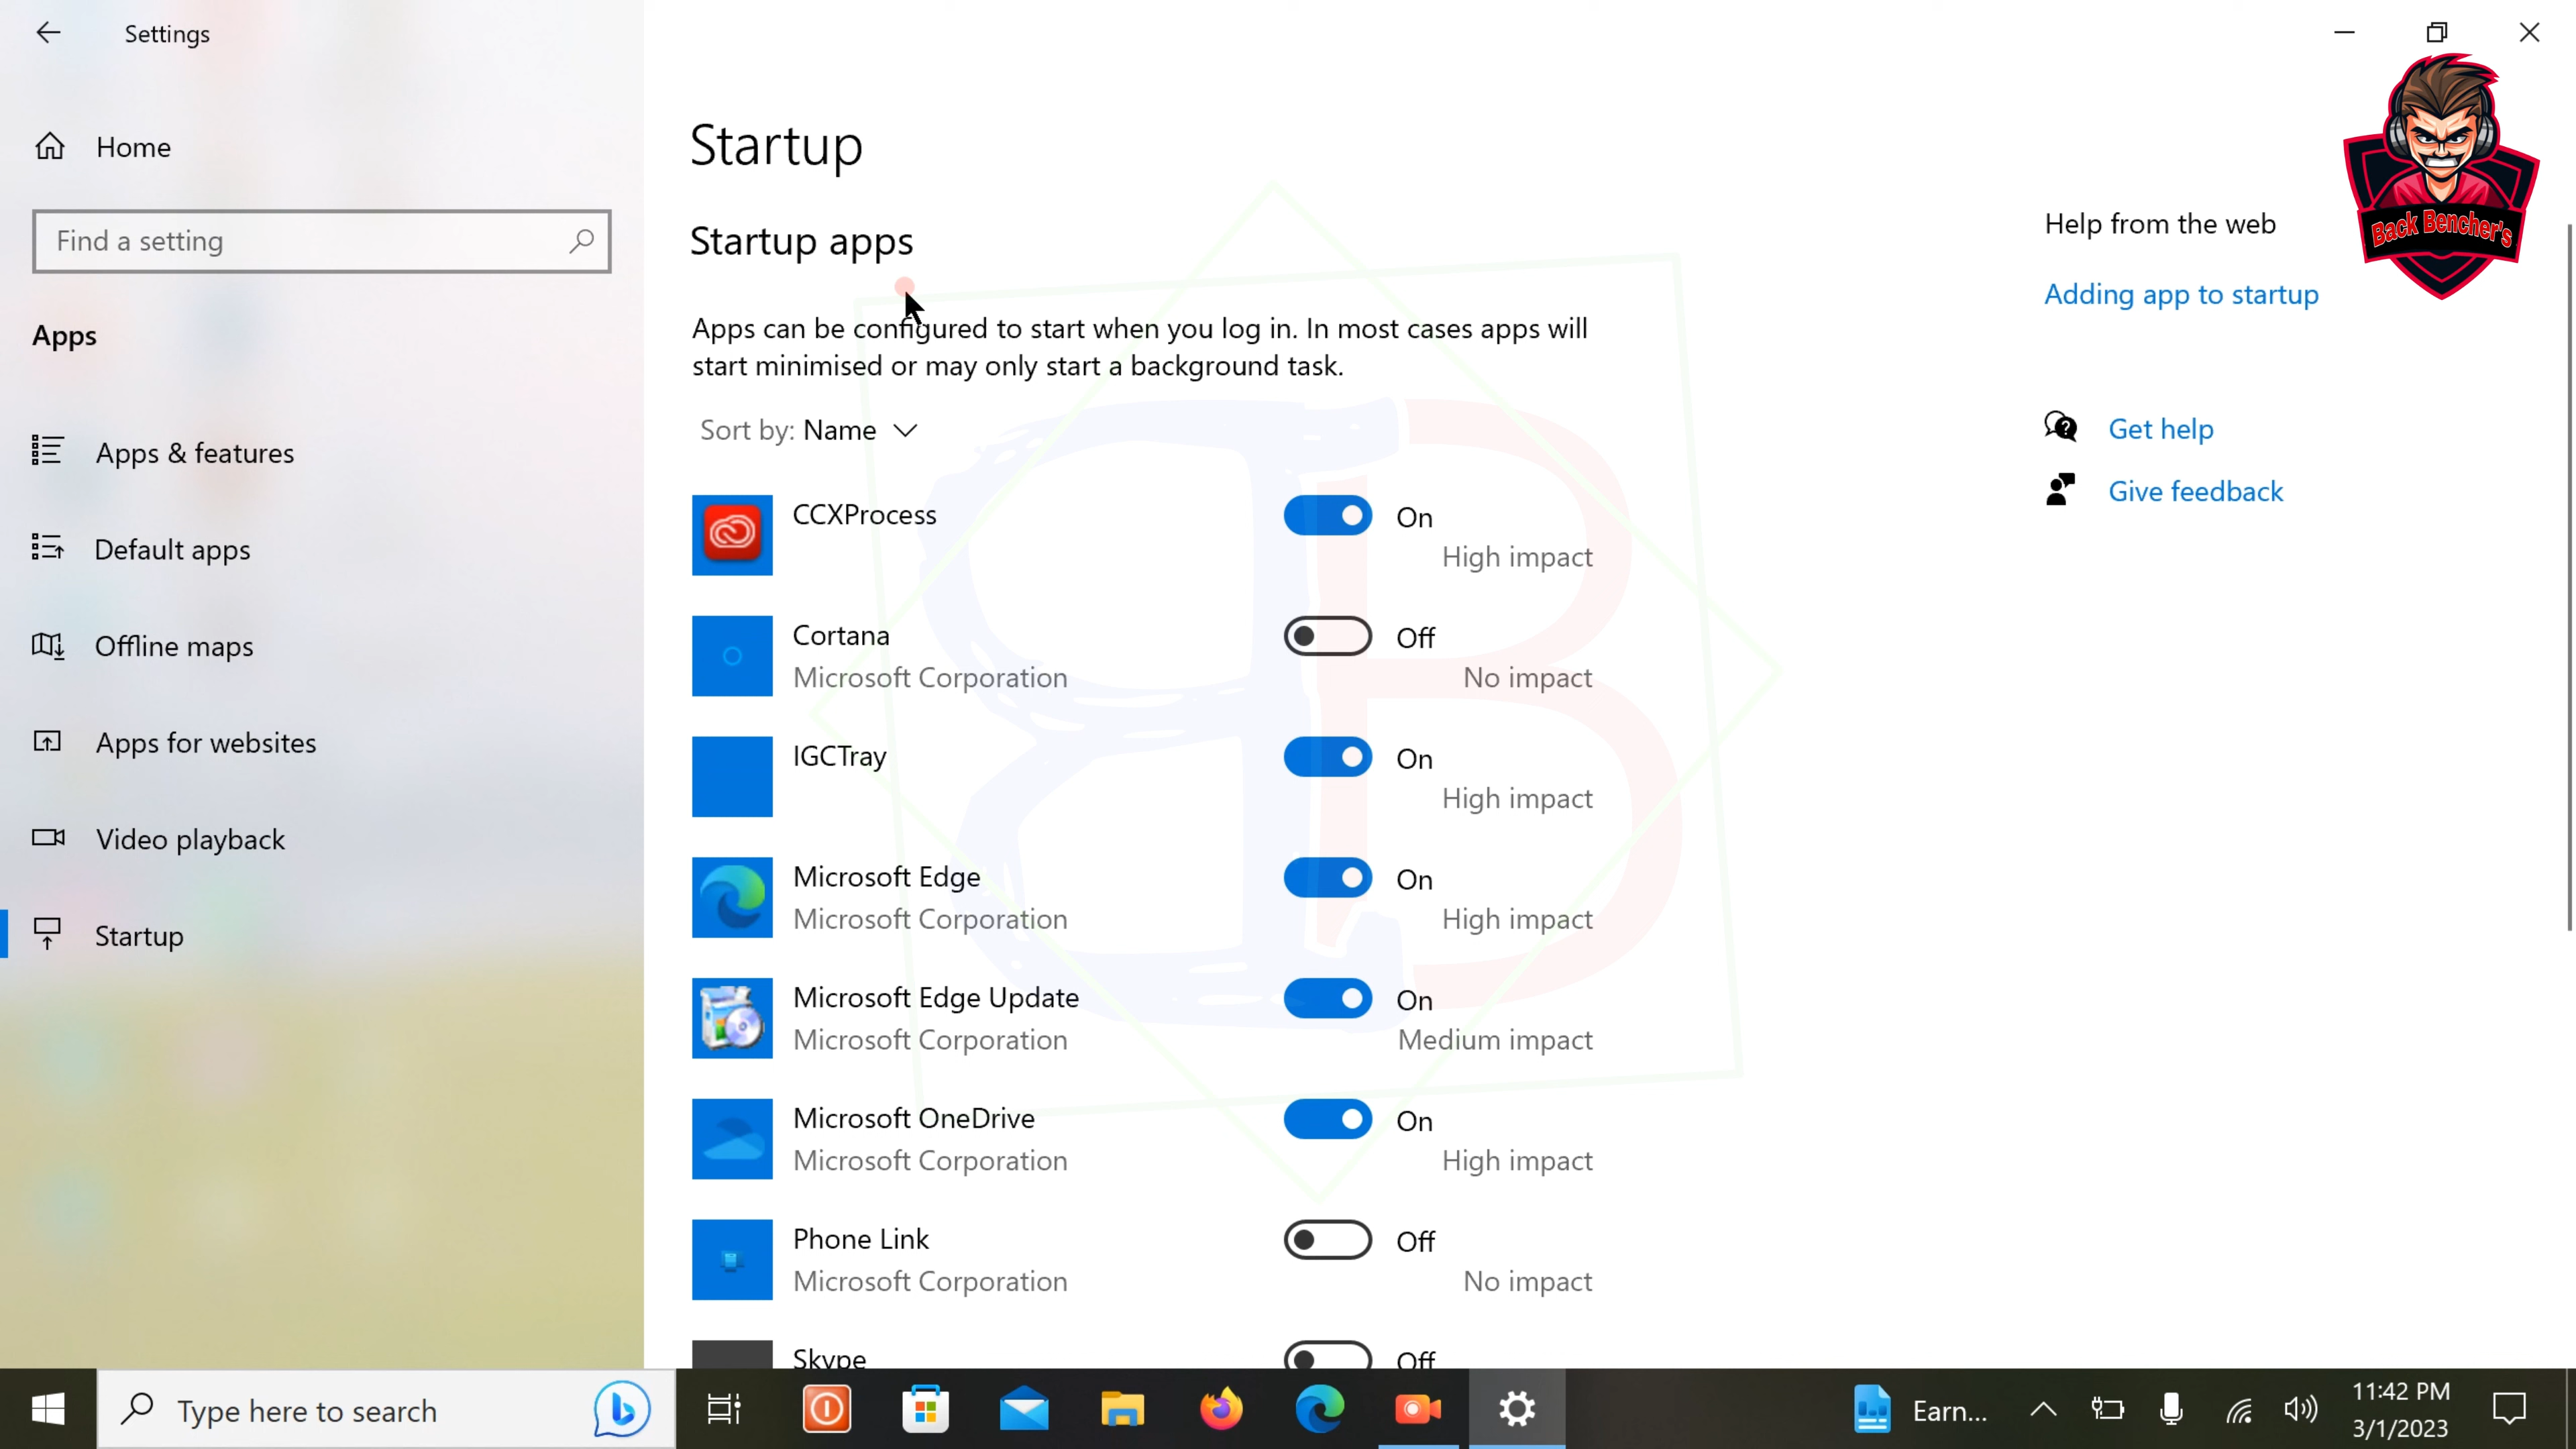 Settings
Home
Find a setting
Apps
Apps & features
Default apps
Offline maps
Apps for websites
Video playback
Startup
Startup
Startup apps
Apps can be configured to start when you log in. In most cases apps will
start minimised or may only start a background task.
Sort by: Name
CCXProcess
On
High impact
Cortana
Microsoft Corporation
Off
No impact
IGCTray
On
High impact
Microsoft Edge
Microsoft Corporation
On
High impact
Microsoft Edge Update
Microsoft Corporation
On
Medium impact
Microsoft OneDrive
Microsoft Corporation
On
High impact
Phone Link
Microsoft Corporation
Off
No impact
Skype
Off
Back Bencher's
Help from the web
Adding app to startup
Get help
Give feedback
Type here to search
Earn...
11:42 PM
3/1/2023